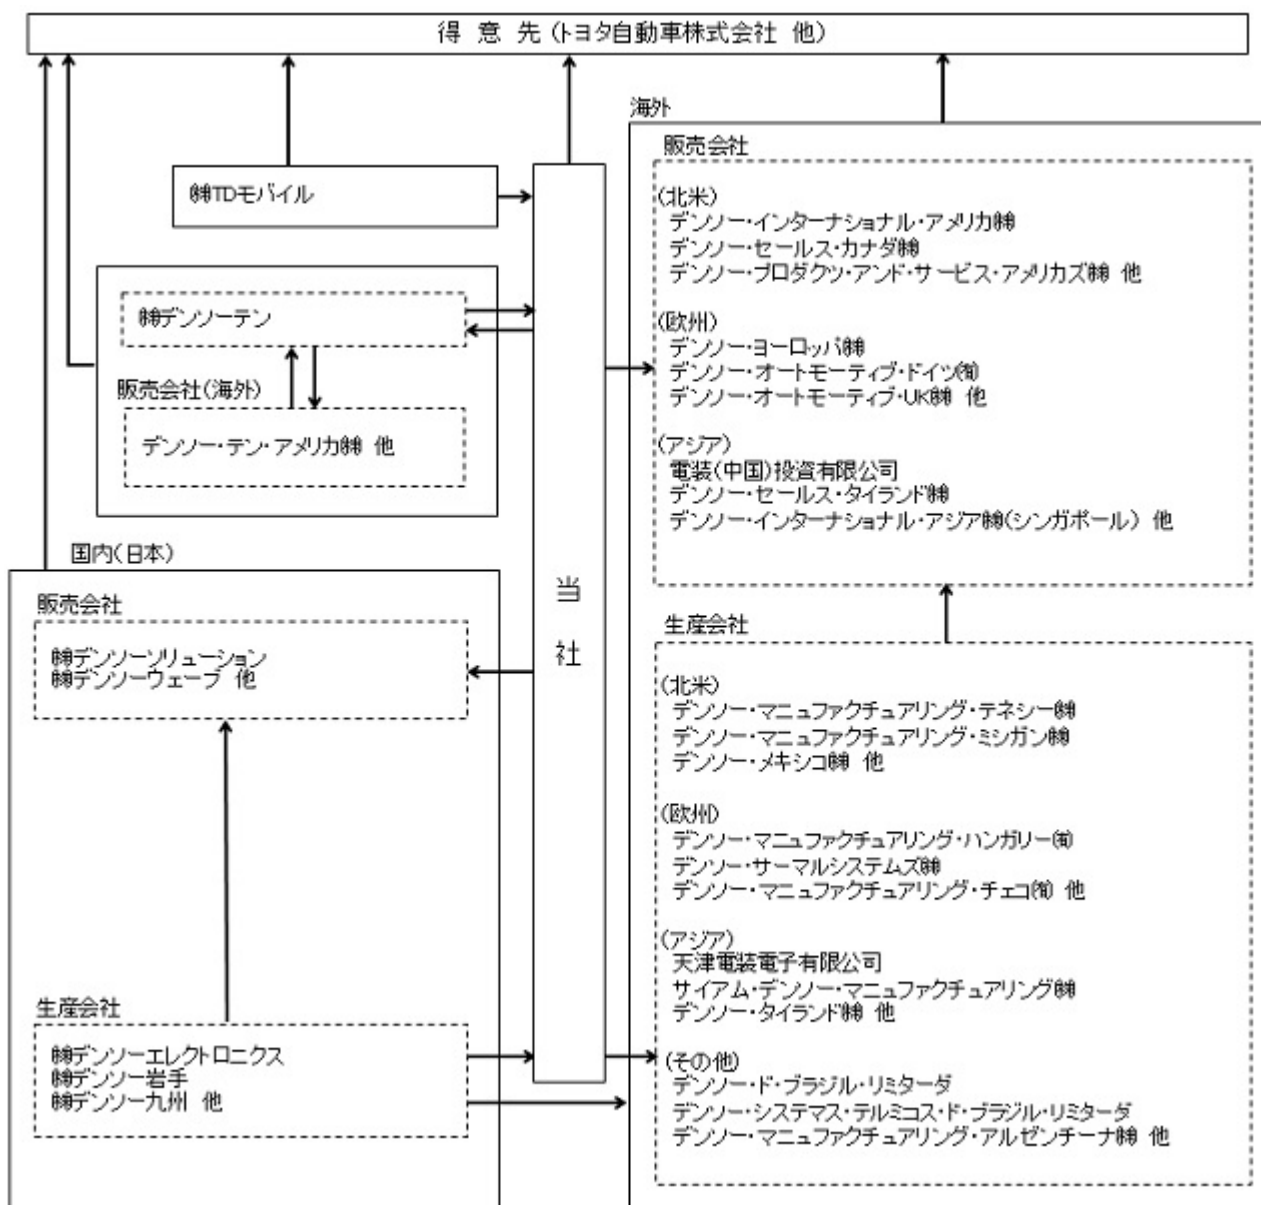 得 意 先 (トヨタ自動車株式会社 他)
㈱TDモバイル
㈱デンソーテン
販売会社(海外)
デンソー・テン・アメリカ㈱ 他
国内(日本)
販売会社
㈱デンソーソリューション
㈱デンソーウェーブ 他
生産会社
㈱デンソーエレクトロニクス
㈱デンソー岩手
㈱デンソー九州 他
当
社
海外
販売会社
(北米)
デンソー・インターナショナル・アメリカ㈱
デンソー・セールス・カナダ㈱
デンソー・プロダクツ・アンド・サービス・アメリカズ㈱ 他
(欧州)
デンソー・ヨーロッパ㈱
デンソー・オートモーティブ・ドイツ㈲
デンソー・オートモーティブ・UK㈱ 他
(アジア)
電装(中国)投資有限公司
デンソー・セールス・タイランド㈱
デンソー・インターナショナル・アジア㈱(シンガポール) 他
生産会社
(北米)
デンソー・マニュファクチュアリング・テネシー㈱
デンソー・マニュファクチュアリング・ミシガン㈱
デンソー・メキシコ㈱ 他
(欧州)
デンソー・マニュファクチュアリング・ハンガリー㈲
デンソー・サーマルシステムズ㈱
デンソー・マニュファクチュアリング・チェコ㈲ 他
(アジア)
天津電装電子有限公司
サイアム・デンソー・マニュファクチュアリング㈱
デンソー・タイランド㈱ 他
(その他)
デンソー・ド・ブラジル・リミターダ
デンソー・システマス・テルミコス・ド・ブラジル・リミターダ
デンソー・マニュファクチュアリング・アルゼンチーナ㈱ 他